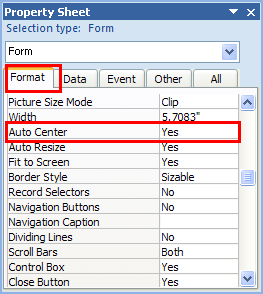 Property Sheet
Selection type: Form
Form
Format Data Event Other All
Picture Size Mode Clip
Width 5.7083"
Auto Center Yes
Auto Resize Yes
Fit to Screen Yes
Border Style Sizable
Record Selectors No
Navigation Buttons No
Navigation Caption
Dividing Lines No
Scroll Bars Both
Control Box Yes
Close Button Yes